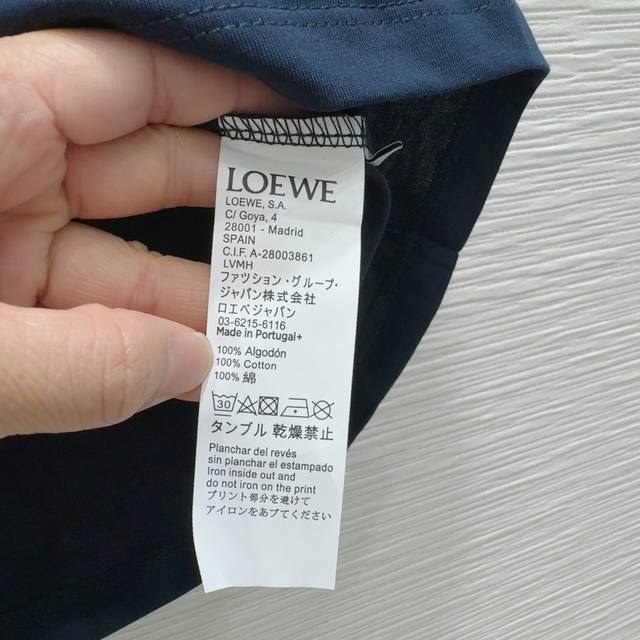 LOEWE
LOEWE, S.A.
C/ Goya, 4
28001 - Madrid
SPAIN
C.I.F. A-28003861
LVMH
ファツション・グループ・
ジャパン株式会社
ロエベジャパン
03-6215-6116
Made in Portugal+
100% Algodón
100% Cotton
100% 綿
30
タンブル 乾燥禁止
Planchar del revés
sin planchar el estampado
Iron inside out and
do not iron on the print
プリント部分を避けて
アイロンをあブてください